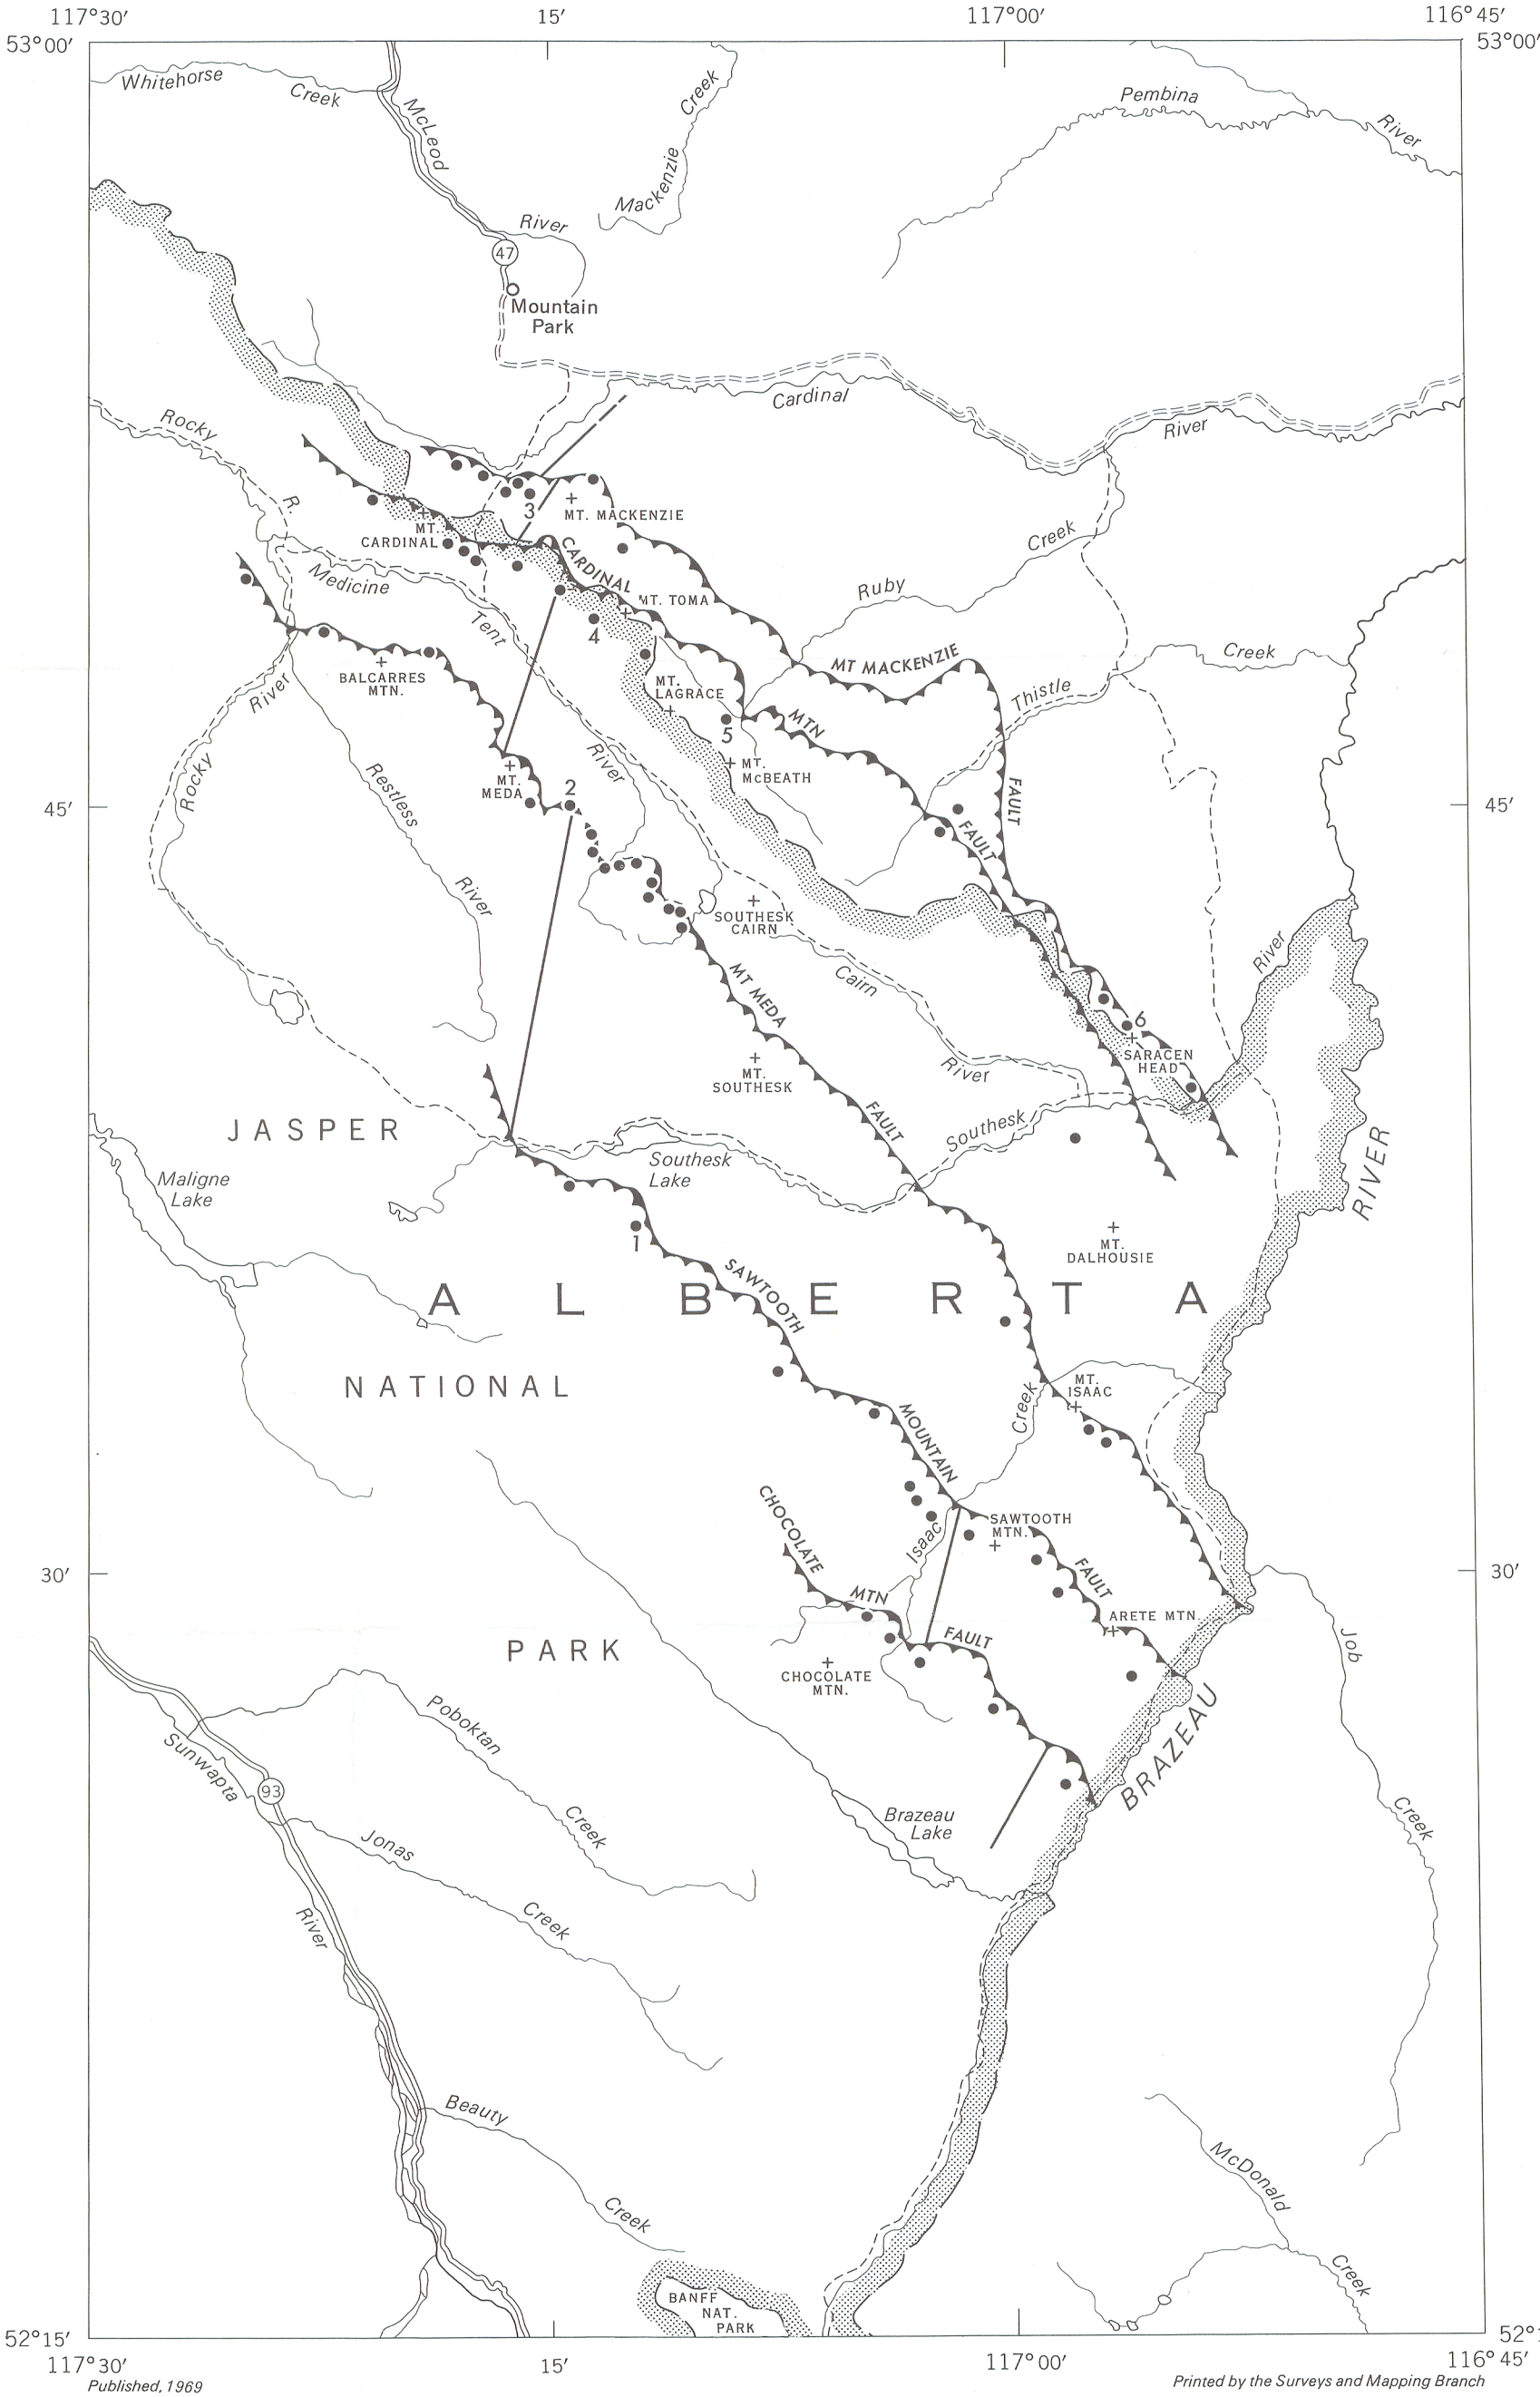 117°30′
15′
117°00′
116°45′
53°00′
53°00′
Whitehorse
Creek
McLeod
River
Creek
Mackenzie
Pembina
River
47
Mountain
Park
Cardinal
River
Rocky
R.
3
MT. MACKENZIE
MT.
CARDINAL
CARDINAL
Medicine
Tent
MT. TOMA
4
Creek
Ruby
Creek
BALCARRES
MTN.
River
MT.
LAGRACE
MT MACKENZIE
Thistle
5
MTN
MT.
McBEATH
River
Rocky
Restless
MT.
MEDA
2
45′
45′
FAULT
FAULT
River
SOUTHESK
CAIRN
Cairn
River
MT MEDA
6
SARACEN
HEAD
MT.
SOUTHESK
River
FAULT
Southesk
JASPER
Southesk
Lake
Maligne
Lake
RIVER
1
MT.
DALHOUSIE
SAWTOOTH
ALBERTA
NATIONAL
MT.
ISAAC
Creek
MOUNTAIN
CHOCOLATE
SAWTOOTH
MTN.
Isaac
30′
30′
FAULT
MTN
ARETE MTN.
FAULT
PARK
CHOCOLATE
MTN.
Job
Poboktan
BRAZEAU
Sunwapta
93
Creek
Brazeau
Lake
Creek
Jonas
Creek
River
Beauty
McDonald
Creek
Creek
BANFF
NAT.
PARK
52°15′
52°
117°30′
15′
117°00′
116°45′
Published, 1969
Printed by the Surveys and Mapping Branch